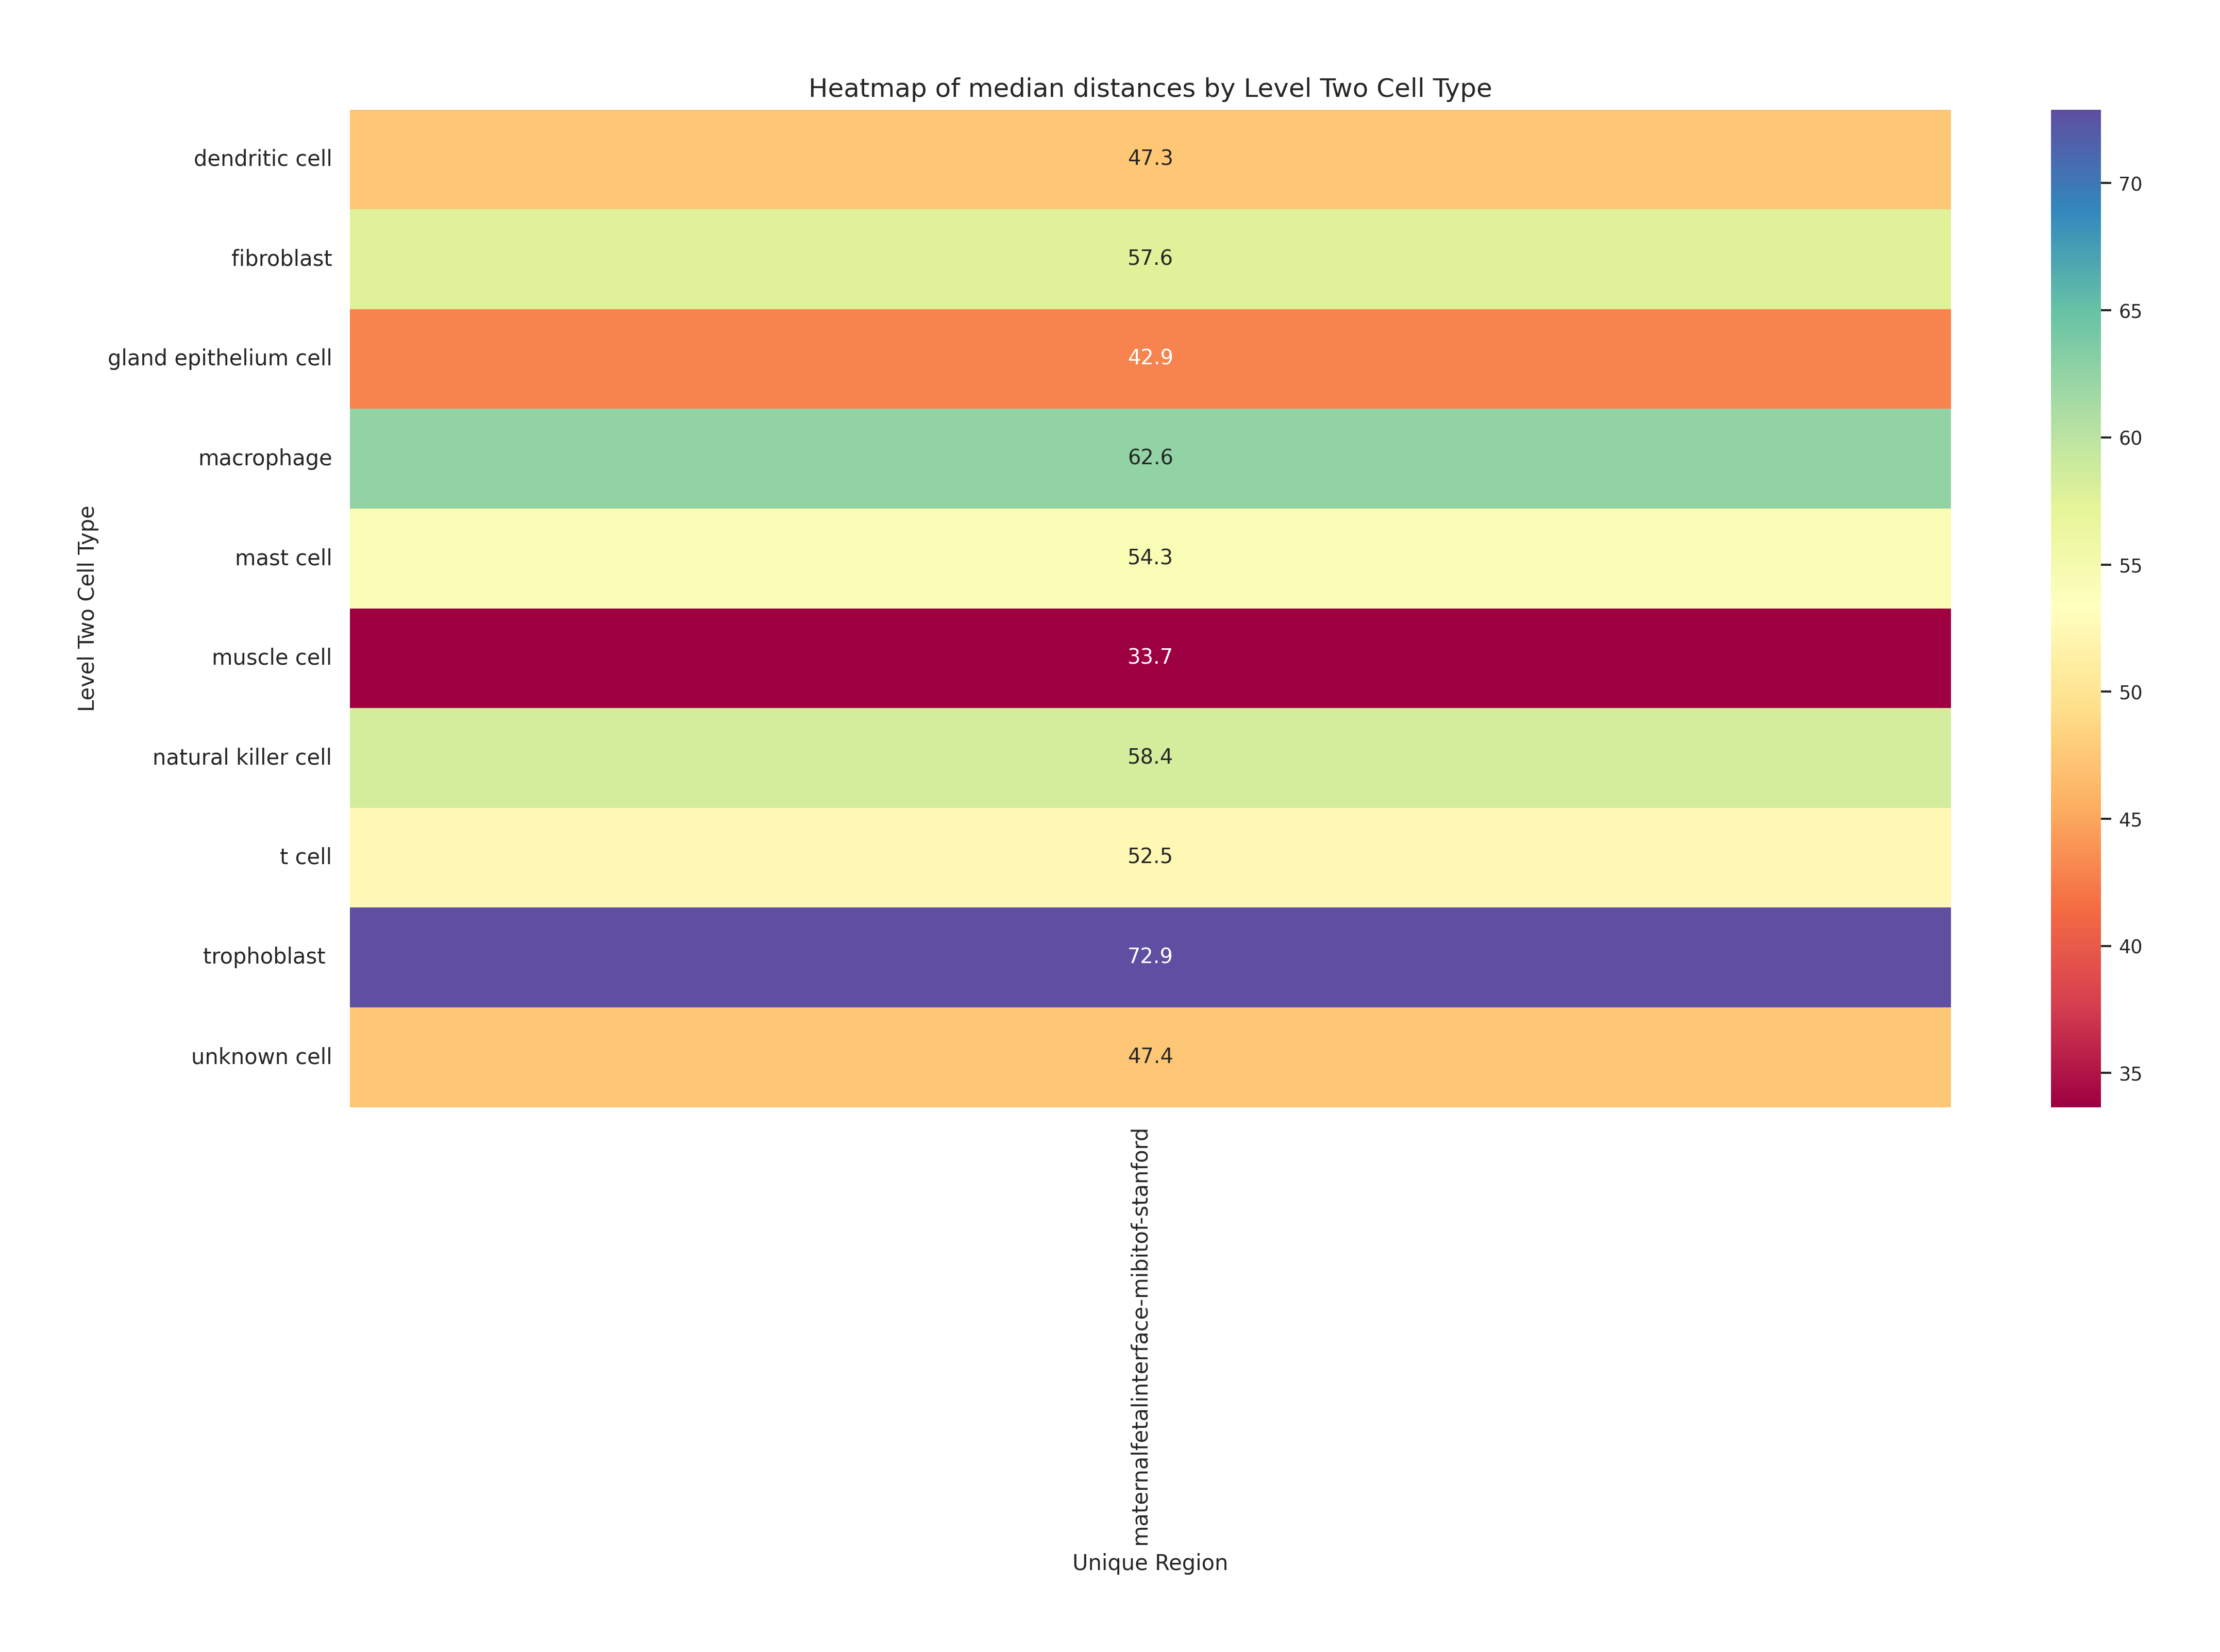 Heatmap of median distances by Level Two Cell Type
Level Two Cell Type
dendritic cell 47.3
fibroblast 57.6
gland epithelium cell 42.9
macrophage 62.6
mast cell 54.3
muscle cell 33.7
natural killer cell 58.4
t cell 52.5
trophoblast 72.9
unknown cell 47.4
70
65
60
55
50
45
40
35
maternalfetalinterface-mibitof-stanford
Unique Region